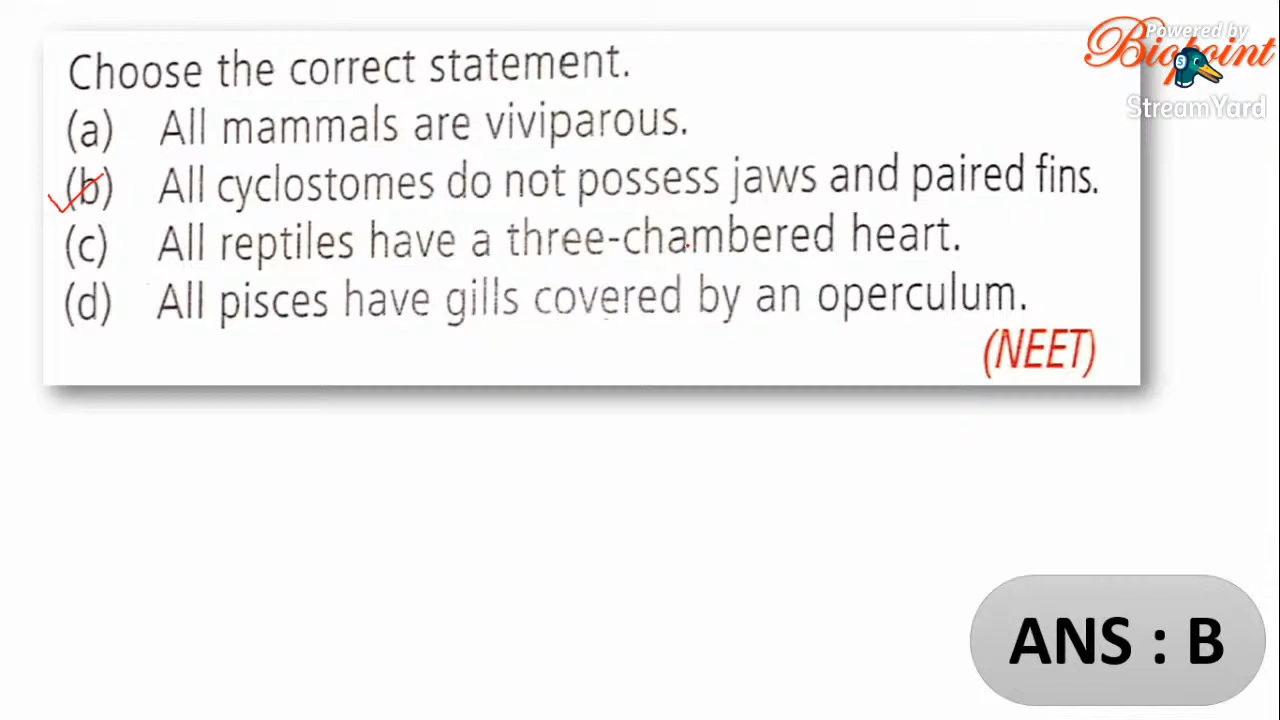 Powered by
Biopoint
StreamYard
Choose the correct statement.
(a) All mammals are viviparous.
(b) All cyclostomes do not possess jaws and paired fins.
(c) All reptiles have a three-chambered heart.
(d) All pisces have gills covered by an operculum.
(NEET)
ANS : B